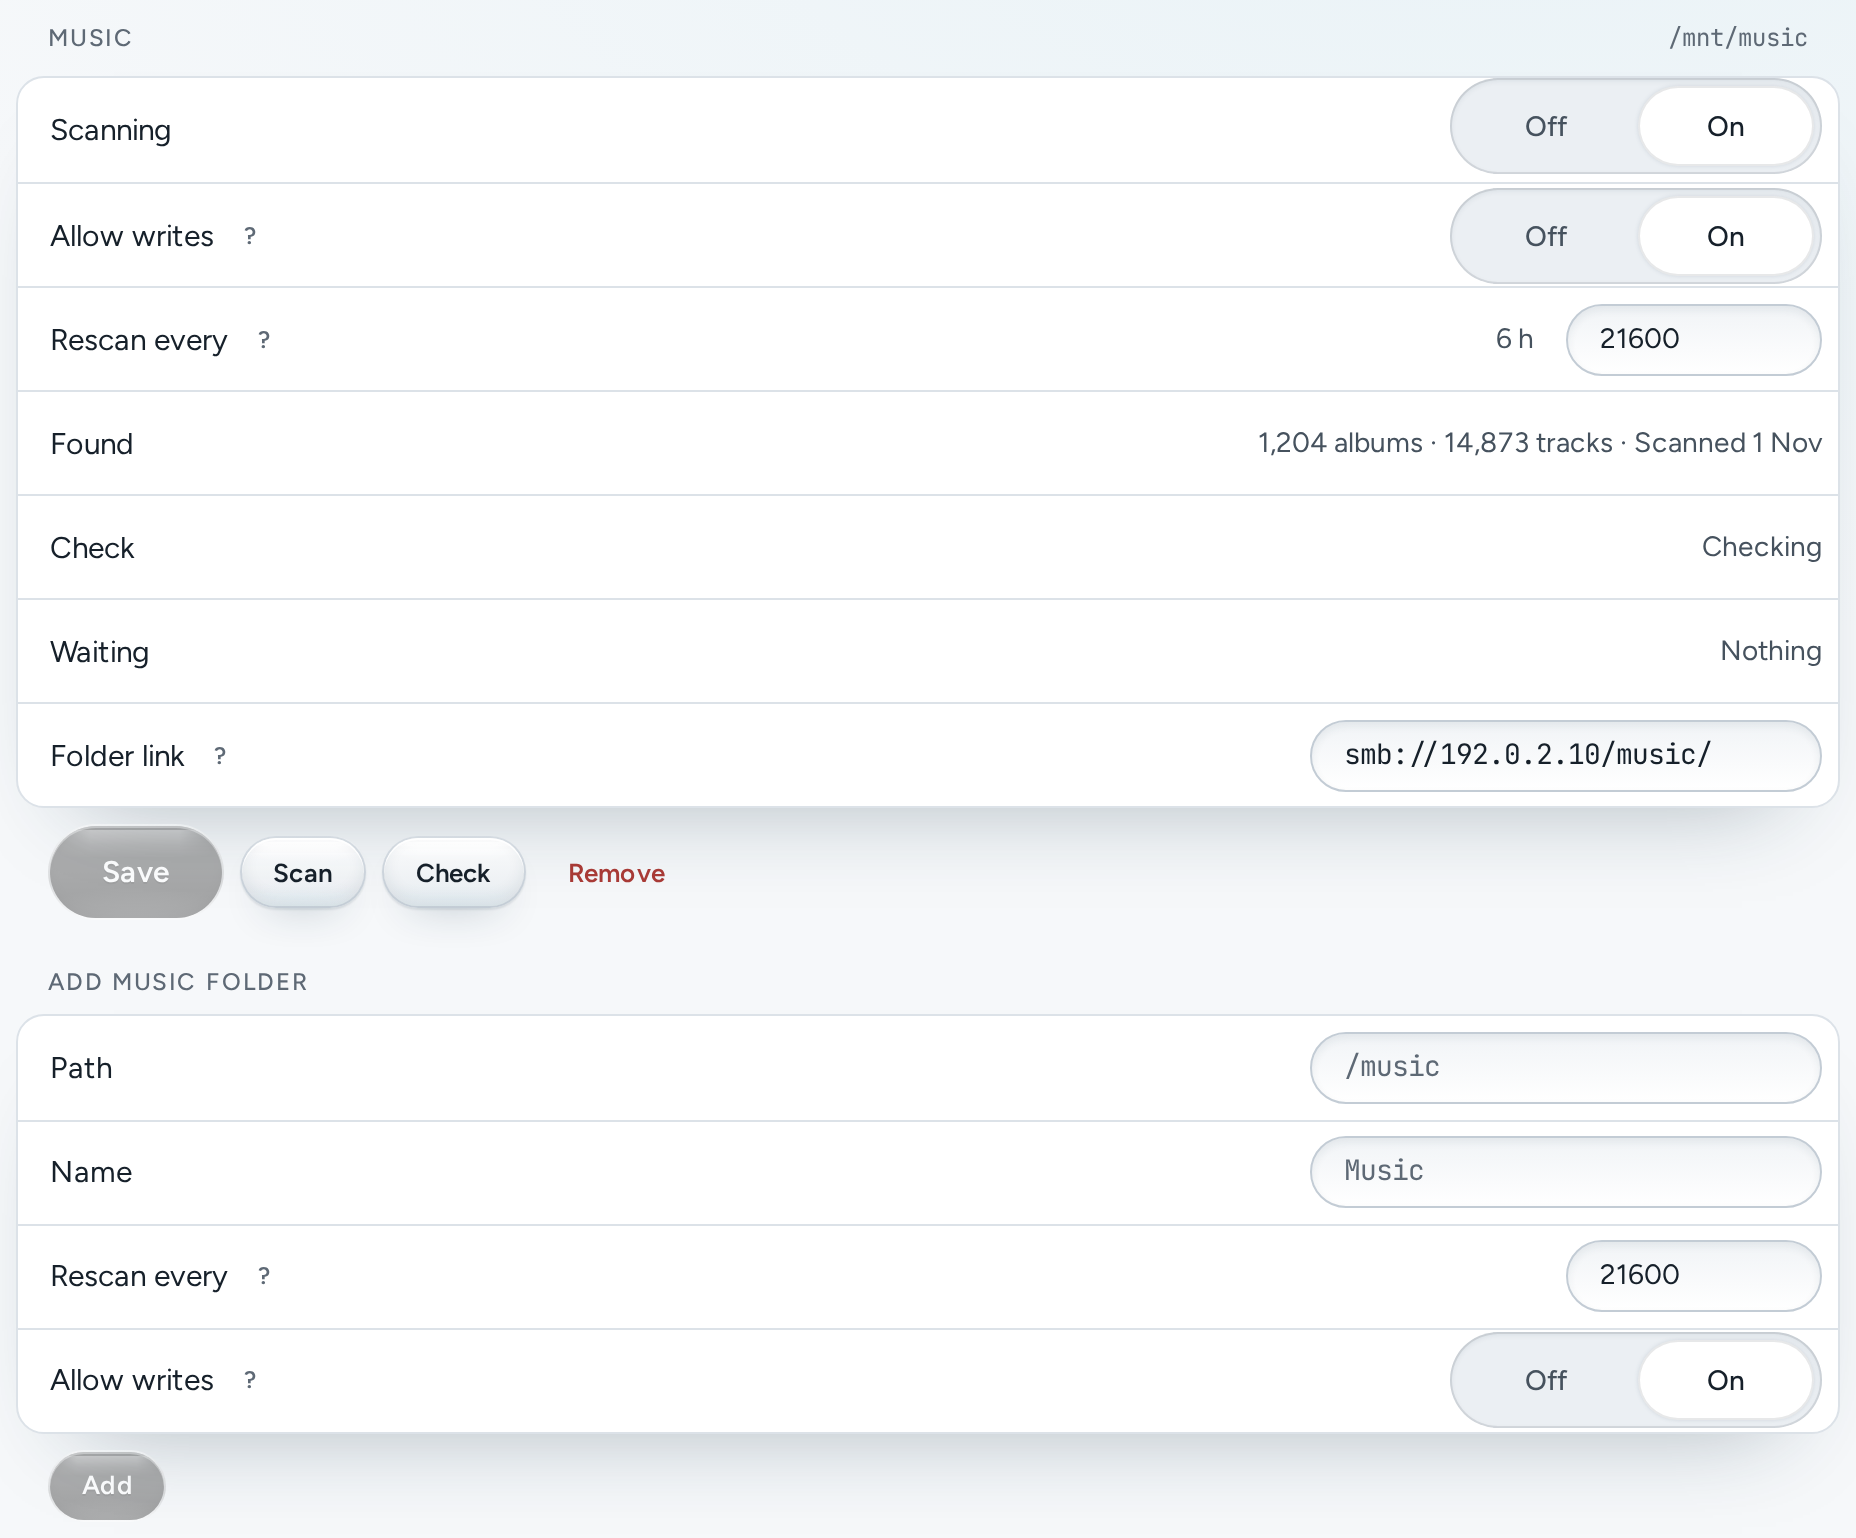 MUSIC /mnt/music
Scanning Off On
Allow writes ? Off On
Rescan every ? 6 h 21600
Found 1,204 albums · 14,873 tracks · Scanned 1 Nov
Check Checking
Waiting Nothing
Folder link ? smb://192.0.2.10/music/
Save Scan Check Remove
ADD MUSIC FOLDER
Path /music
Name Music
Rescan every ? 21600
Allow writes ? Off On
Add